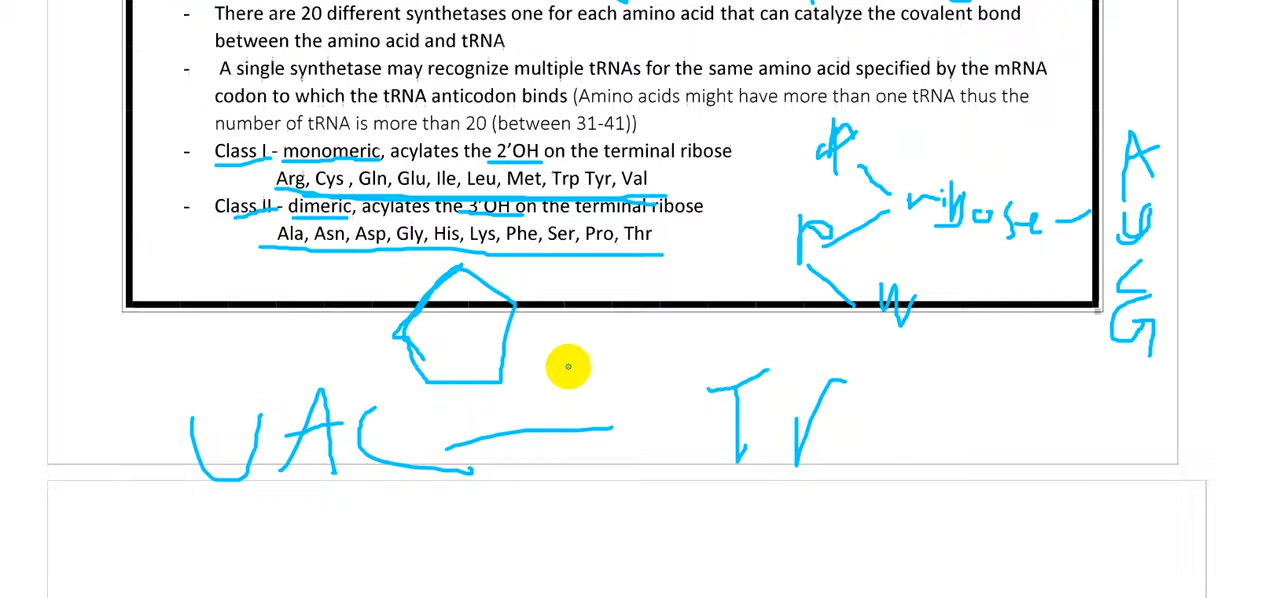 - There are 20 different synthetases one for each amino acid that can catalyze the covalent bond
between the amino acid and tRNA
- A single synthetase may recognize multiple tRNAs for the same amino acid specified by the mRNA
codon to which the tRNA anticodon binds (Amino acids might have more than one tRNA thus the
number of tRNA is more than 20 (between 31-41))
- Class I - monomeric, acylates the 2'OH on the terminal ribose
Arg, Cys , Gln, Glu, Ile, Leu, Met, Trp Tyr, Val
- Class II - dimeric, acylates the 3'OH on the terminal ribose
Ala, Asn, Asp, Gly, His, Lys, Phe, Ser, Pro, Thr
ribose
A
G
UAC